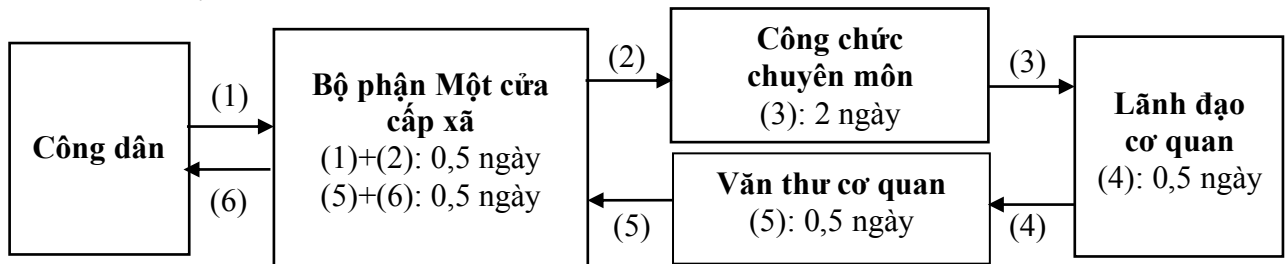 Công dân
(1)
(6)
Bộ phận Một cửa
cấp xã
(1)+(2): 0,5 ngày
(5)+(6): 0,5 ngày
(2)
Công chức
chuyên môn
(3): 2 ngày
(3)
Lãnh đạo
cơ quan
(4): 0,5 ngày
(4)
Văn thư cơ quan
(5): 0,5 ngày
(5)